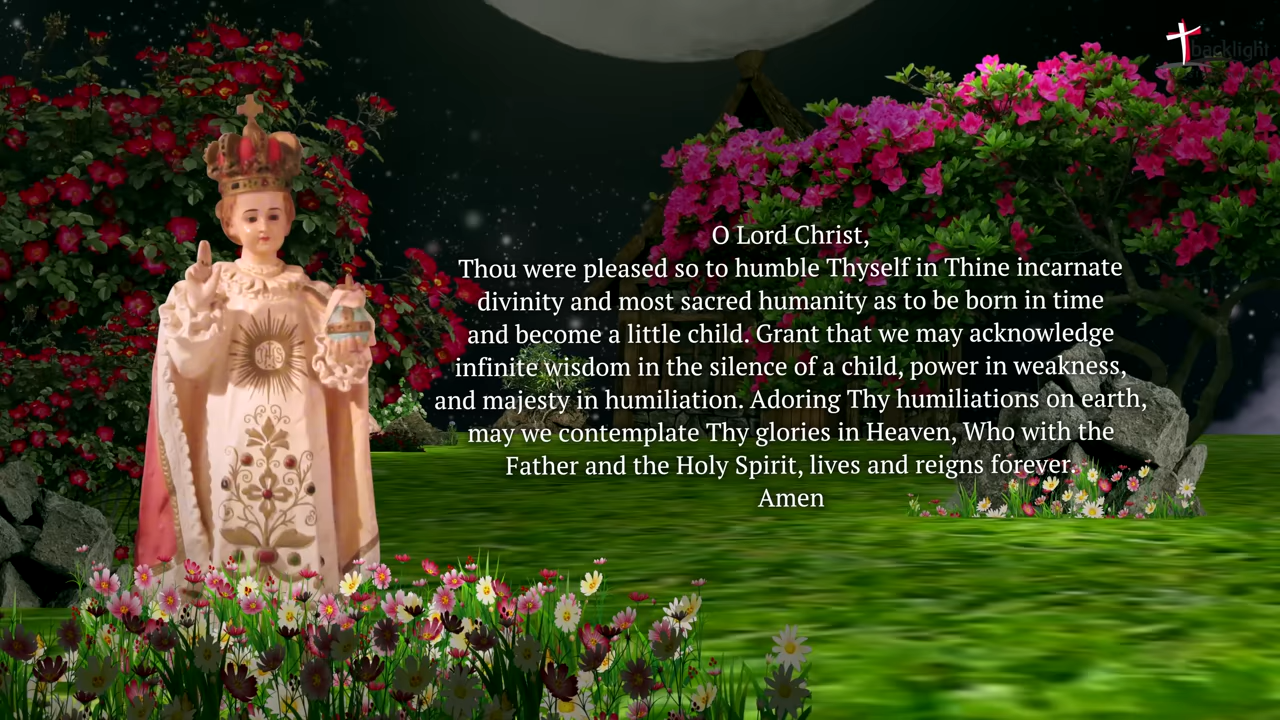 backlight
O Lord Christ,
Thou were pleased so to humble Thyself in Thine incarnate
divinity and most sacred humanity as to be born in time
and become a little child. Grant that we may acknowledge
infinite wisdom in the silence of a child, power in weakness,
and majesty in humiliation. Adoring Thy humiliations on earth,
may we contemplate Thy glories in Heaven, Who with the
Father and the Holy Spirit, lives and reigns forever.
Amen
IHS